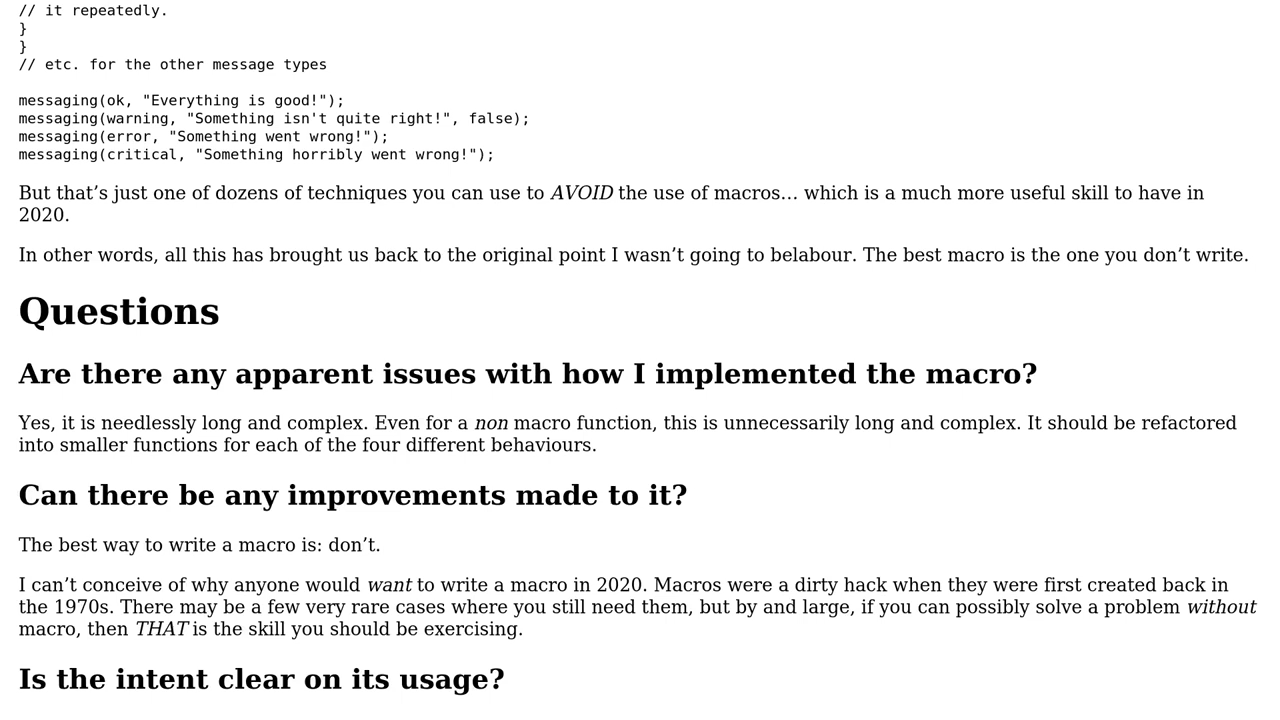 // it repeatedly.
}
}
// etc. for the other message types
messaging(ok, "Everything is good!");
messaging(warning, "Something isn't quite right!", false);
messaging(error, "Something went wrong!");
messaging(critical, "Something horribly went wrong!");
But that’s just one of dozens of techniques you can use to AVOID the use of macros… which is a much more useful skill to have in
2020.
In other words, all this has brought us back to the original point I wasn’t going to belabour. The best macro is the one you don’t write.
Questions
Are there any apparent issues with how I implemented the macro?
Yes, it is needlessly long and complex. Even for a non macro function, this is unnecessarily long and complex. It should be refactored
into smaller functions for each of the four different behaviours.
Can there be any improvements made to it?
The best way to write a macro is: don’t.
I can’t conceive of why anyone would want to write a macro in 2020. Macros were a dirty hack when they were first created back in
the 1970s. There may be a few very rare cases where you still need them, but by and large, if you can possibly solve a problem without
macro, then THAT is the skill you should be exercising.
Is the intent clear on its usage?